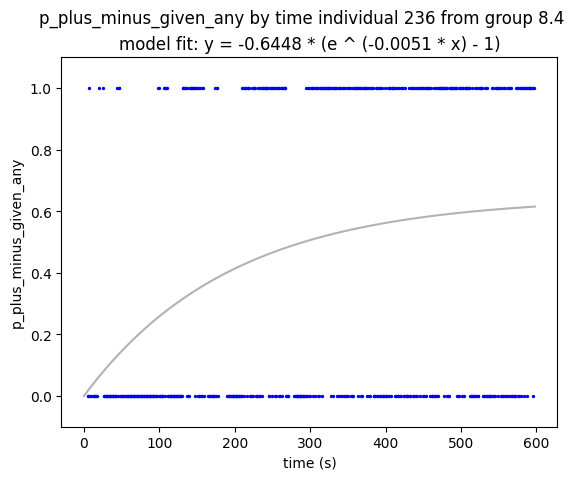 p_plus_minus_given_any by time individual 236 from group 8.4
model fit: y = -0.6448 * (e ^ (-0.0051 * x) - 1)
1.0
0.8
0.6
0.4
0.2
0.0
p_plus_minus_given_any
0 100 200 300 400 500 600
time (s)